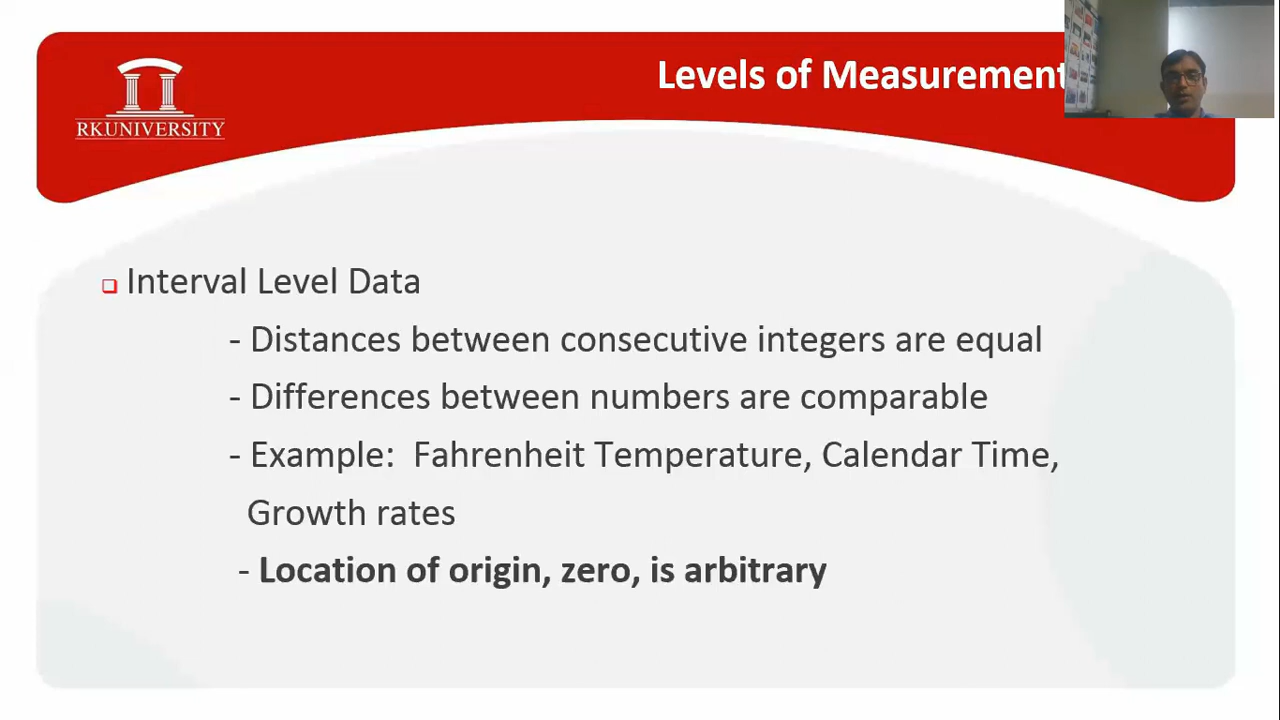 Levels of Measurement
RKUNIVERSITY
❑ Interval Level Data
- Distances between consecutive integers are equal
- Differences between numbers are comparable
- Example: Fahrenheit Temperature, Calendar Time,
Growth rates
- Location of origin, zero, is arbitrary